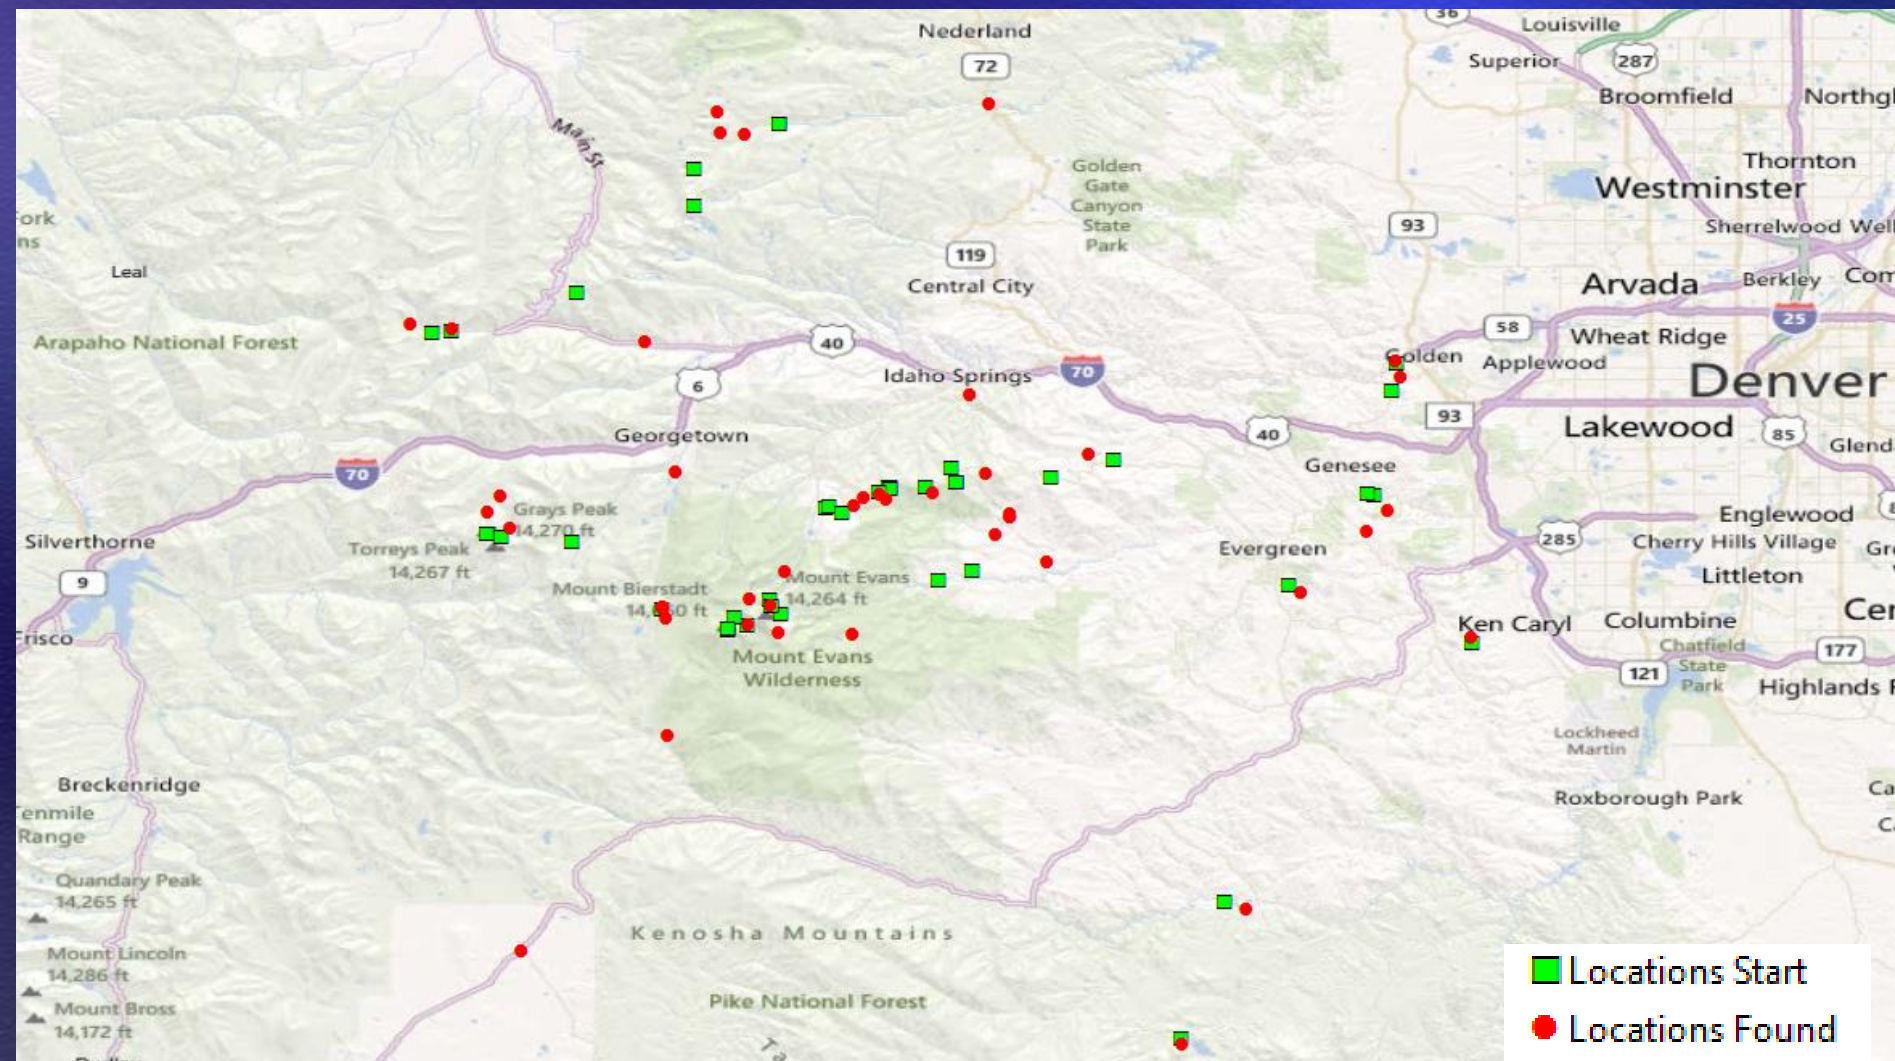 Nederland
72
36
Louisville
Superior
287
Broomfield
Main St
Golden
Gate
Canyon
State
Park
Thornton
Westminster
93
Sherrelwood
119
Central City
Leal
Arvada
Berkley
Arapaho National Forest
40
58
Wheat Ridge
25
Golden
Applewood
6
Idaho Springs
70
Denver
93
Lakewood
85
Georgetown
40
Genesee
70
Grays Peak
14,270 ft
Englewood
Silverthorne
Torreys Peak
14,267 ft
Evergreen
285
Cherry Hills Village
9
Mount Bierstadt
Mount Evans
14,264 ft
Littleton
Frisco
Ken Caryl
Columbine
Mount Evans
Wilderness
Chatfield
State
Park
177
121
Highlands
Lockheed
Martin
Breckenridge
Roxborough Park
Tenmile
Range
Quandary Peak
14,265 ft
Kenosha Mountains
Mount Lincoln
14,286 ft
Pike National Forest
Mount Bross
14,172 ft
Locations Start
Locations Found